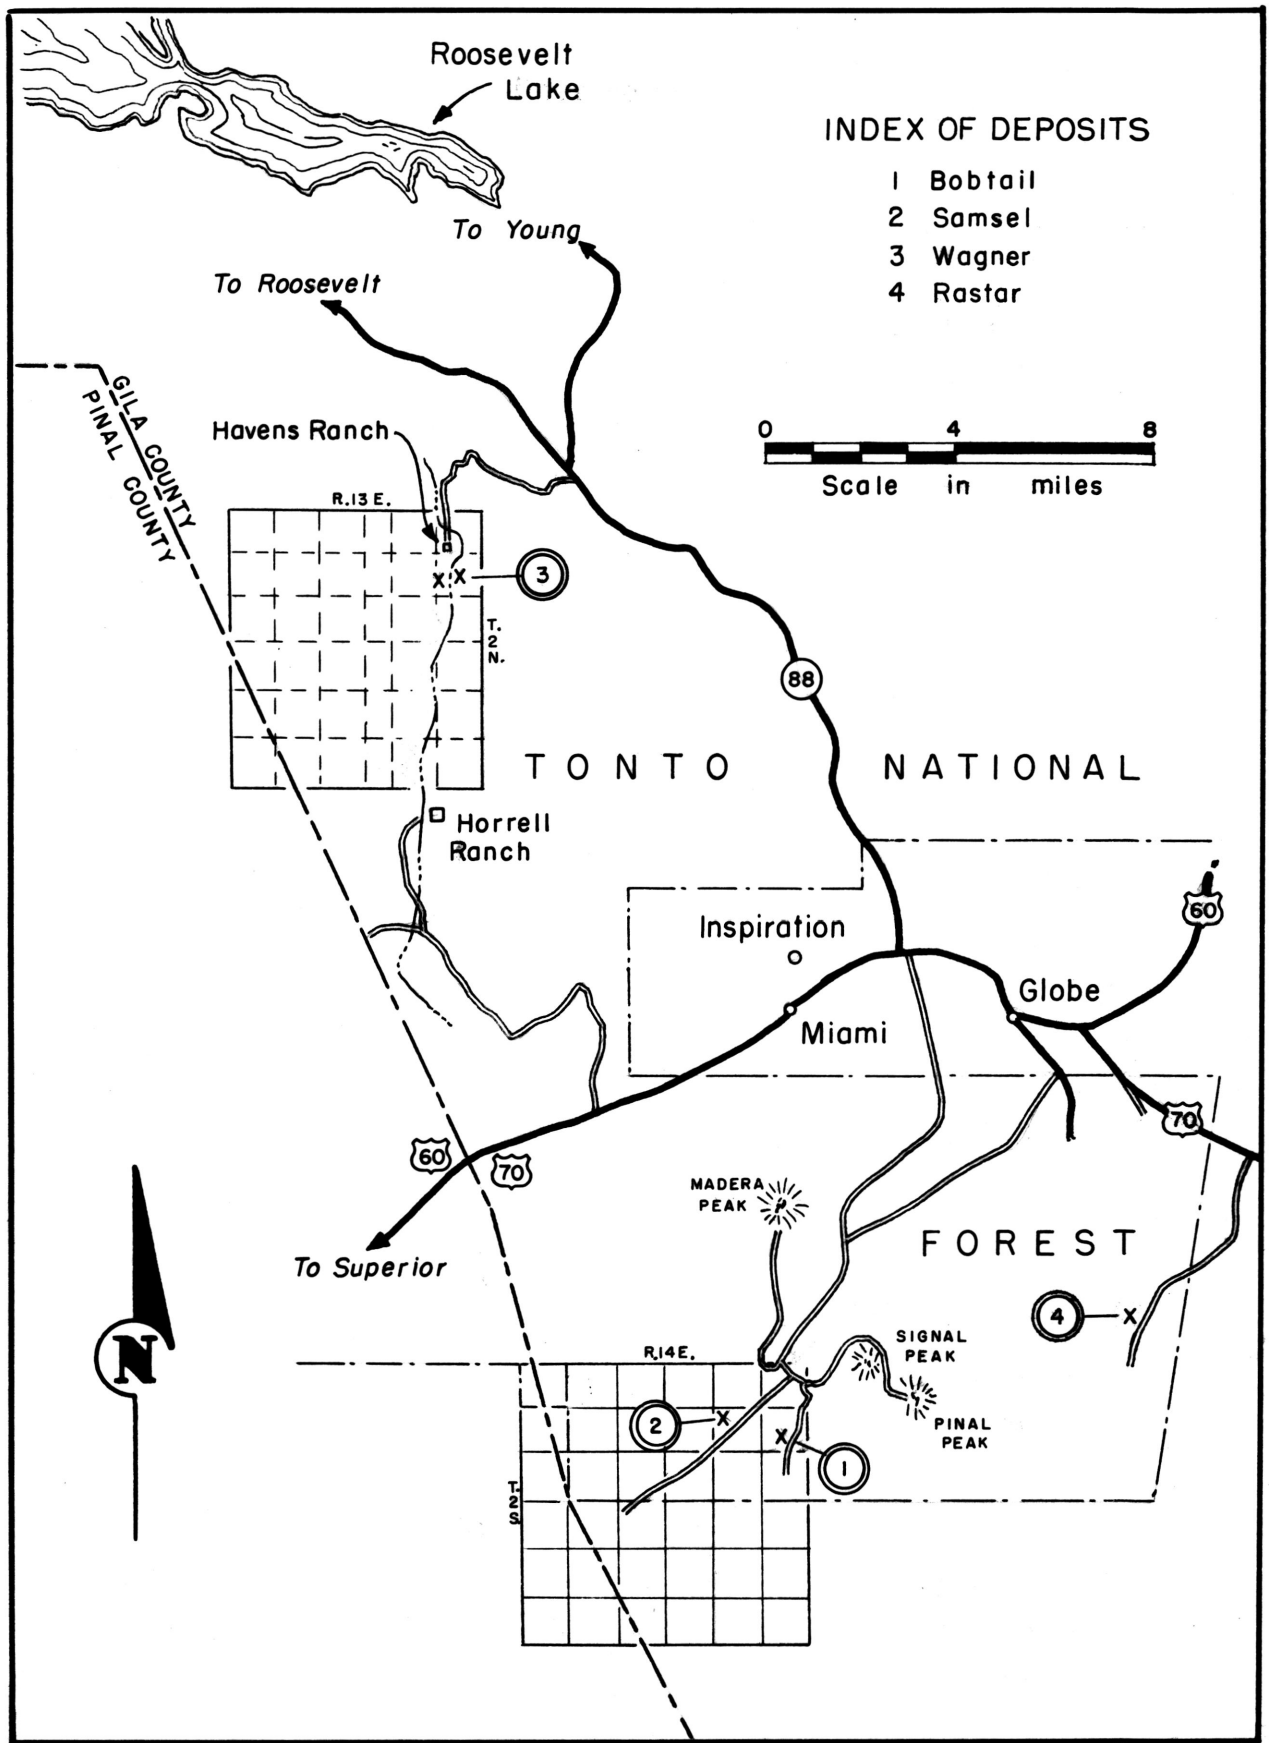 Roosevelt
Lake
INDEX OF DEPOSITS
1 Bobtail
2 Samsel
3 Wagner
4 Rastar
To Young
To Roosevelt
GILA COUNTY
PINAL COUNTY
Havens Ranch
0 4 8
Scale in miles
R.13 E.
3
T.
2
N.
88
TONTO NATIONAL
Horrell
Ranch
60
Inspiration
Globe
Miami
70
60
70
MADERA
PEAK
FOREST
To Superior
4
N
SIGNAL
PEAK
R.14 E.
2
PINAL
PEAK
1
T.
2
S.